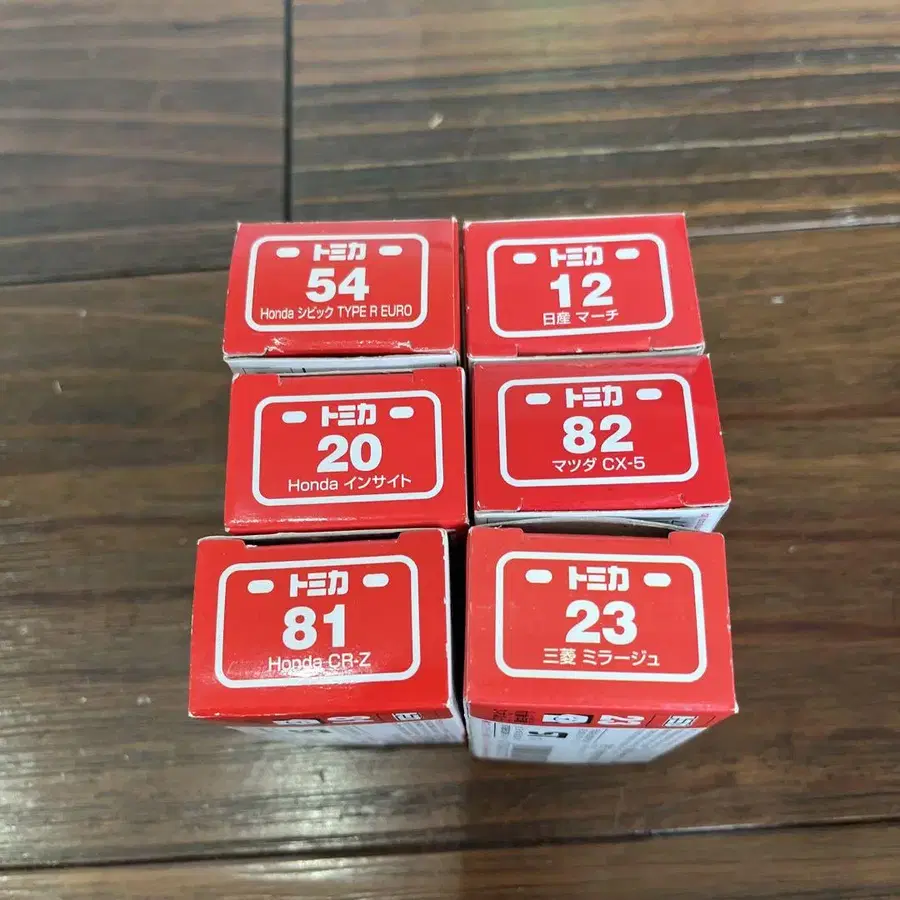 トミカ
54
Honda シビック TYPE R EURO
トミカ
12
日産 マーチ
トミカ
20
Honda インサイト
トミカ
82
マツダ CX-5
トミカ
81
Honda CR-Z
トミカ
23
三菱 ミラージュ
23